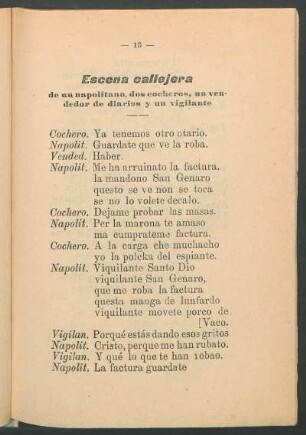 — 13 —
Escena callejera
de un napolitano, dos cocheros, un ven-
dedor de diarios y un vigilante
Cochero. Ya tenemos otro otario.
Napolit. Guardate que ve la roba.
Vended. Haber.
Napolit. Me ha arruinato la factura.
la mandono San Genaro
questo se ve non se toca
se no lo volete decalo.
Cochero. Dejame probar las masas.
Napolit. Per la marona te amaso
ma cumprateme factura.
Cochero. A la carga che muchacho
yo la polcka del espiante.
Napolit. Viquilante Santo Dio
viquilante San Genaro,
que me roba la factura
questa manga de lunfardo
viquilante movete porco de
[Vaco.
Vigilan. Porqué estás dando esos gritos
Napolit. Cristo, perque me han rubato.
Vigilan. Y qué lo que te han robao.
Napolit. La factura guardate